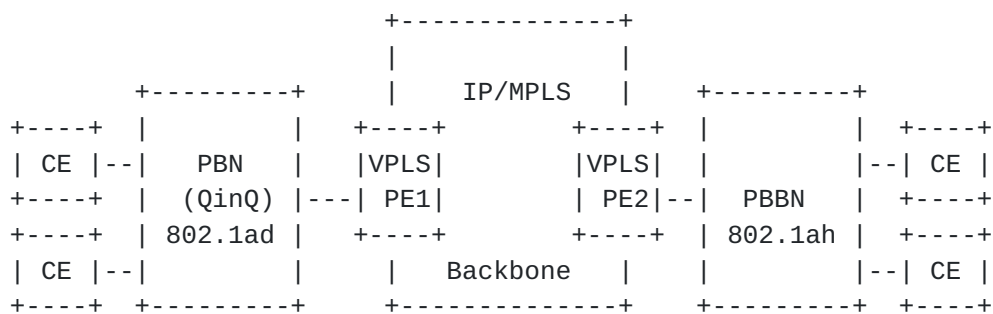 IP/MPLS
CE PBN VPLS VPLS CE
(QinQ) PE1 PE2 PBBN
802.1ad 802.1ah
CE Backbone CE